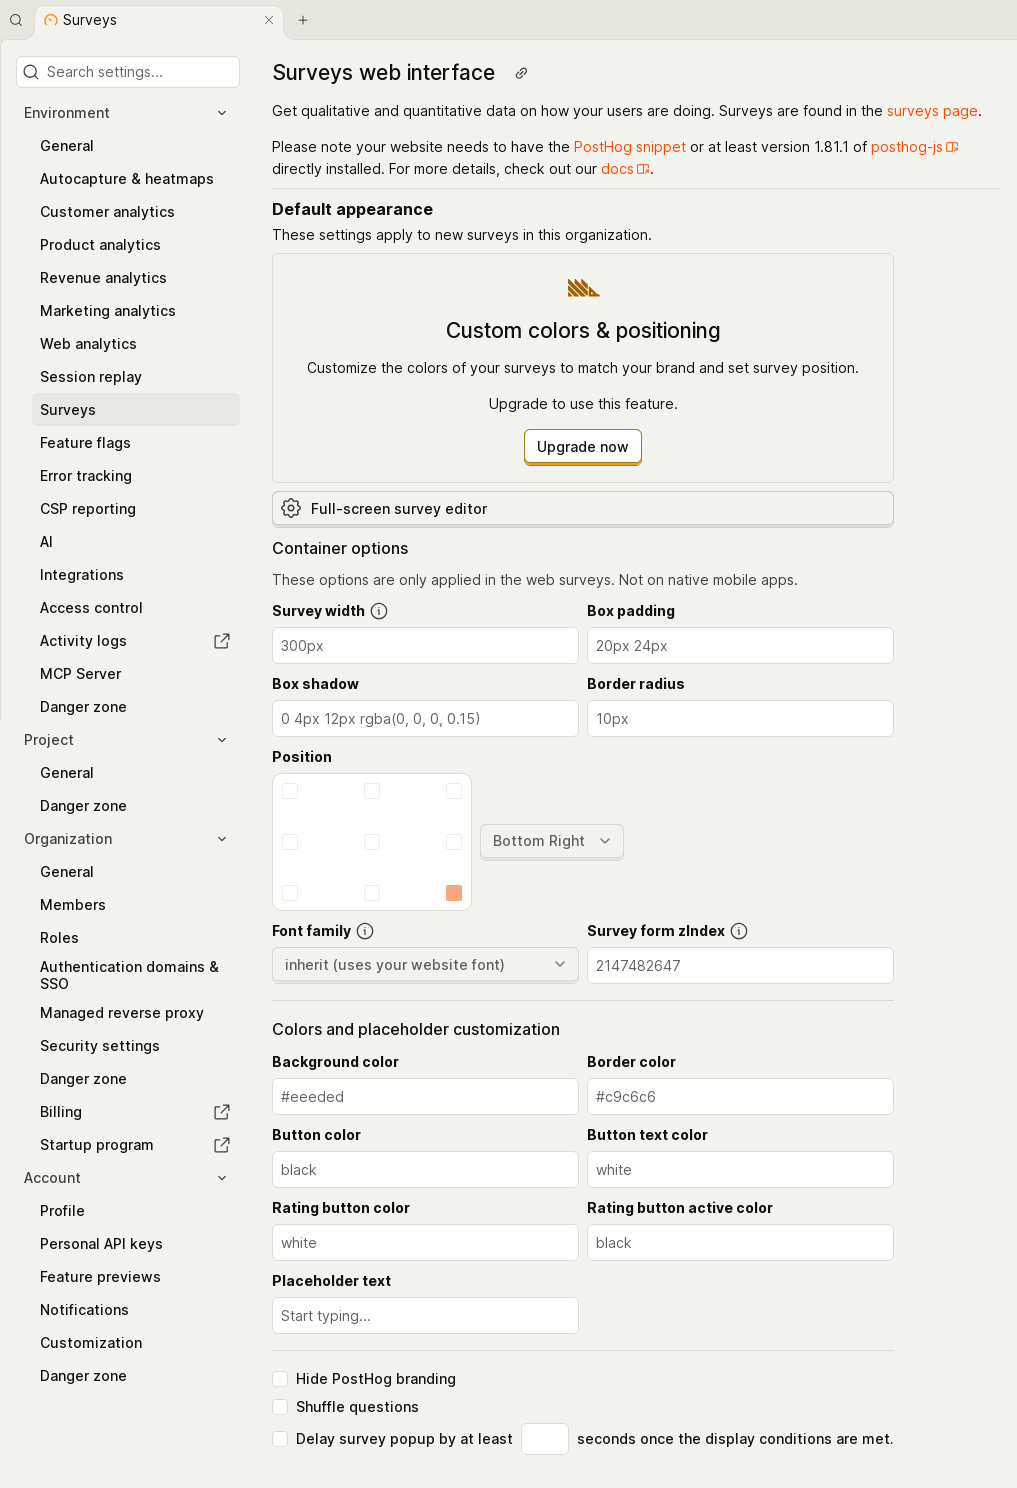 Surveys
Search settings...
Environment
General
Autocapture & heatmaps
Customer analytics
Product analytics
Revenue analytics
Marketing analytics
Web analytics
Session replay
Surveys
Feature flags
Error tracking
CSP reporting
AI
Integrations
Access control
Activity logs
MCP Server
Danger zone
Project
General
Danger zone
Organization
General
Members
Roles
Authentication domains &
SSO
Managed reverse proxy
Security settings
Danger zone
Billing
Startup program
Account
Profile
Personal API keys
Feature previews
Notifications
Customization
Danger zone
Surveys web interface
Get qualitative and quantitative data on how your users are doing. Surveys are found in the surveys page.
Please note your website needs to have the PostHog snippet or at least version 1.81.1 of posthog-js
directly installed. For more details, check out our docs.
Default appearance
These settings apply to new surveys in this organization.
Custom colors & positioning
Customize the colors of your surveys to match your brand and set survey position.
Upgrade to use this feature.
Upgrade now
Full-screen survey editor
Container options
These options are only applied in the web surveys. Not on native mobile apps.
Survey width
Box padding
300px
20px 24px
Box shadow
Border radius
0 4px 12px rgba(0, 0, 0, 0.15)
10px
Position
Bottom Right
Font family
Survey form zIndex
inherit (uses your website font)
2147482647
Colors and placeholder customization
Background color
Border color
#eeeded
#c9c6c6
Button color
Button text color
black
white
Rating button color
Rating button active color
white
black
Placeholder text
Start typing...
Hide PostHog branding
Shuffle questions
Delay survey popup by at least seconds once the display conditions are met.